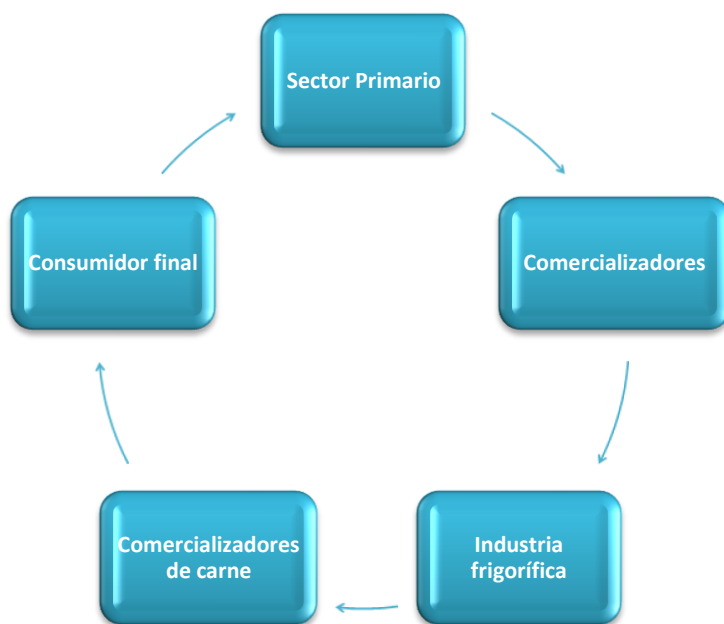 Sector Primario
Comercializadores
Industria
frigorífica
Comercializadores
de carne
Consumidor final